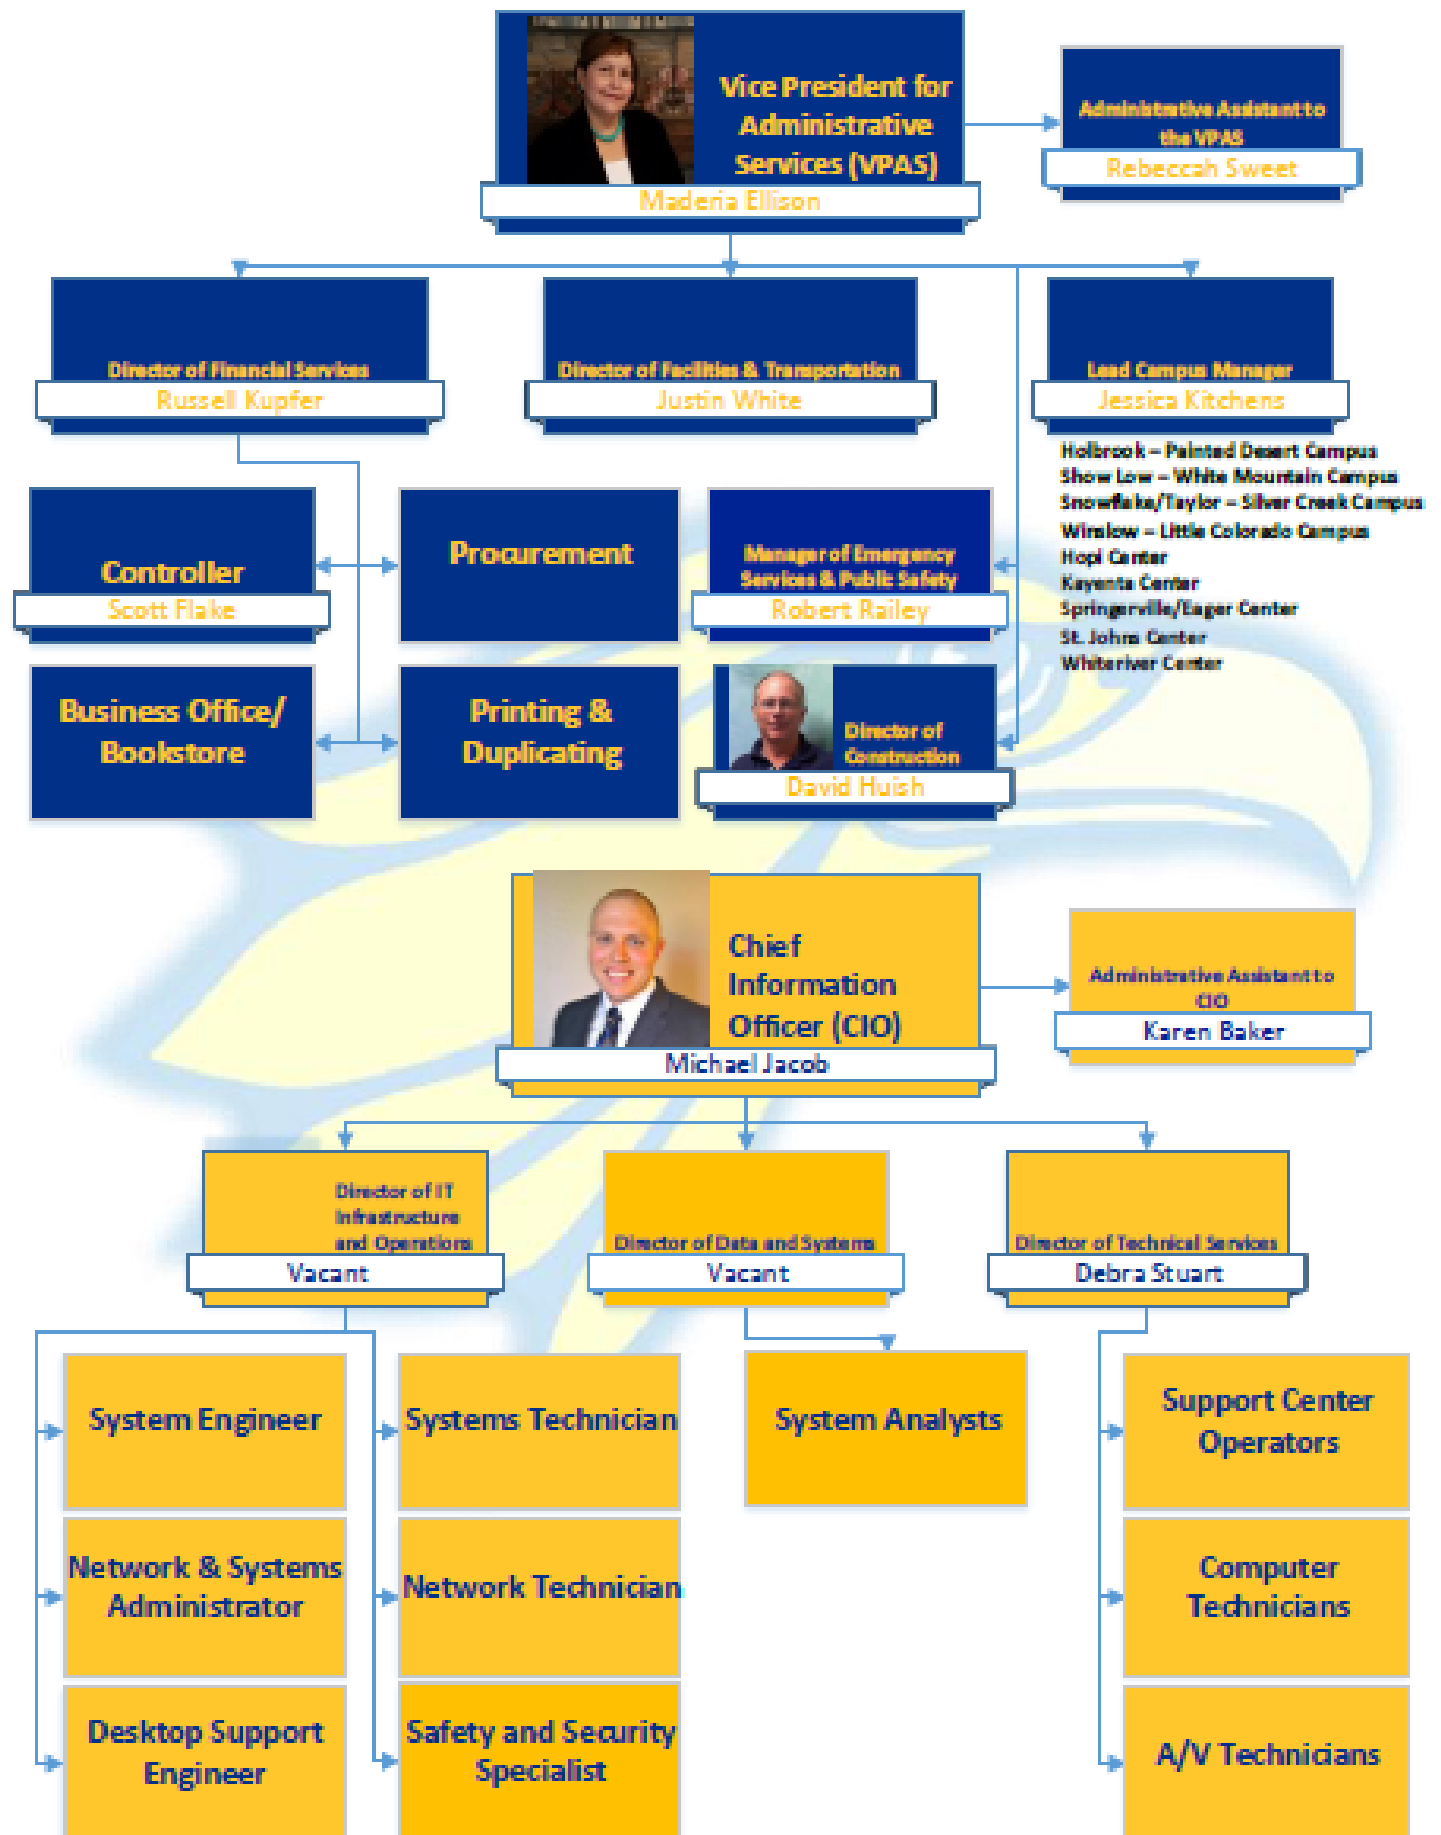 Vice President for
Administrative
Services (VPAS)
Maderia Ellison
Administrative Assistant to
the VPAS
Rebeccah Sweet
Director of Financial Services
Russell Kupfer
Director of Facilities & Transportation
Justin White
Lead Campus Manager
Jessica Kitchens
Holbrook – Painted Desert Campus
Show Low – White Mountain Campus
Snowflake/Taylor – Silver Creek Campus
Winslow – Little Colorado Campus
Hopi Center
Kayenta Center
Springerville/Eager Center
St. Johns Center
Whiteriver Center
Controller
Scott Flake
Procurement
Manager of Emergency
Services & Public Safety
Robert Railey
Business Office/
Bookstore
Printing &
Duplicating
Director of
Construction
David Huish
Chief
Information
Officer (CIO)
Michael Jacob
Administrative Assistant to
CIO
Karen Baker
Director of IT
Infrastructure
and Operations
Vacant
Director of Data and Systems
Vacant
Director of Technical Services
Debra Stuart
System Engineer
Systems Technician
System Analysts
Support Center
Operators
Network & Systems
Administrator
Network Technician
Computer
Technicians
Desktop Support
Engineer
Safety and Security
Specialist
A/V Technicians